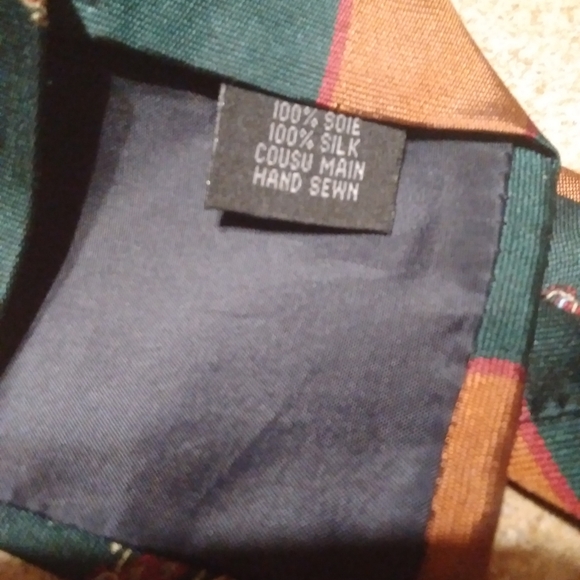 100% SOIE
100% SILK
COUSU MAIN
HAND SEWN